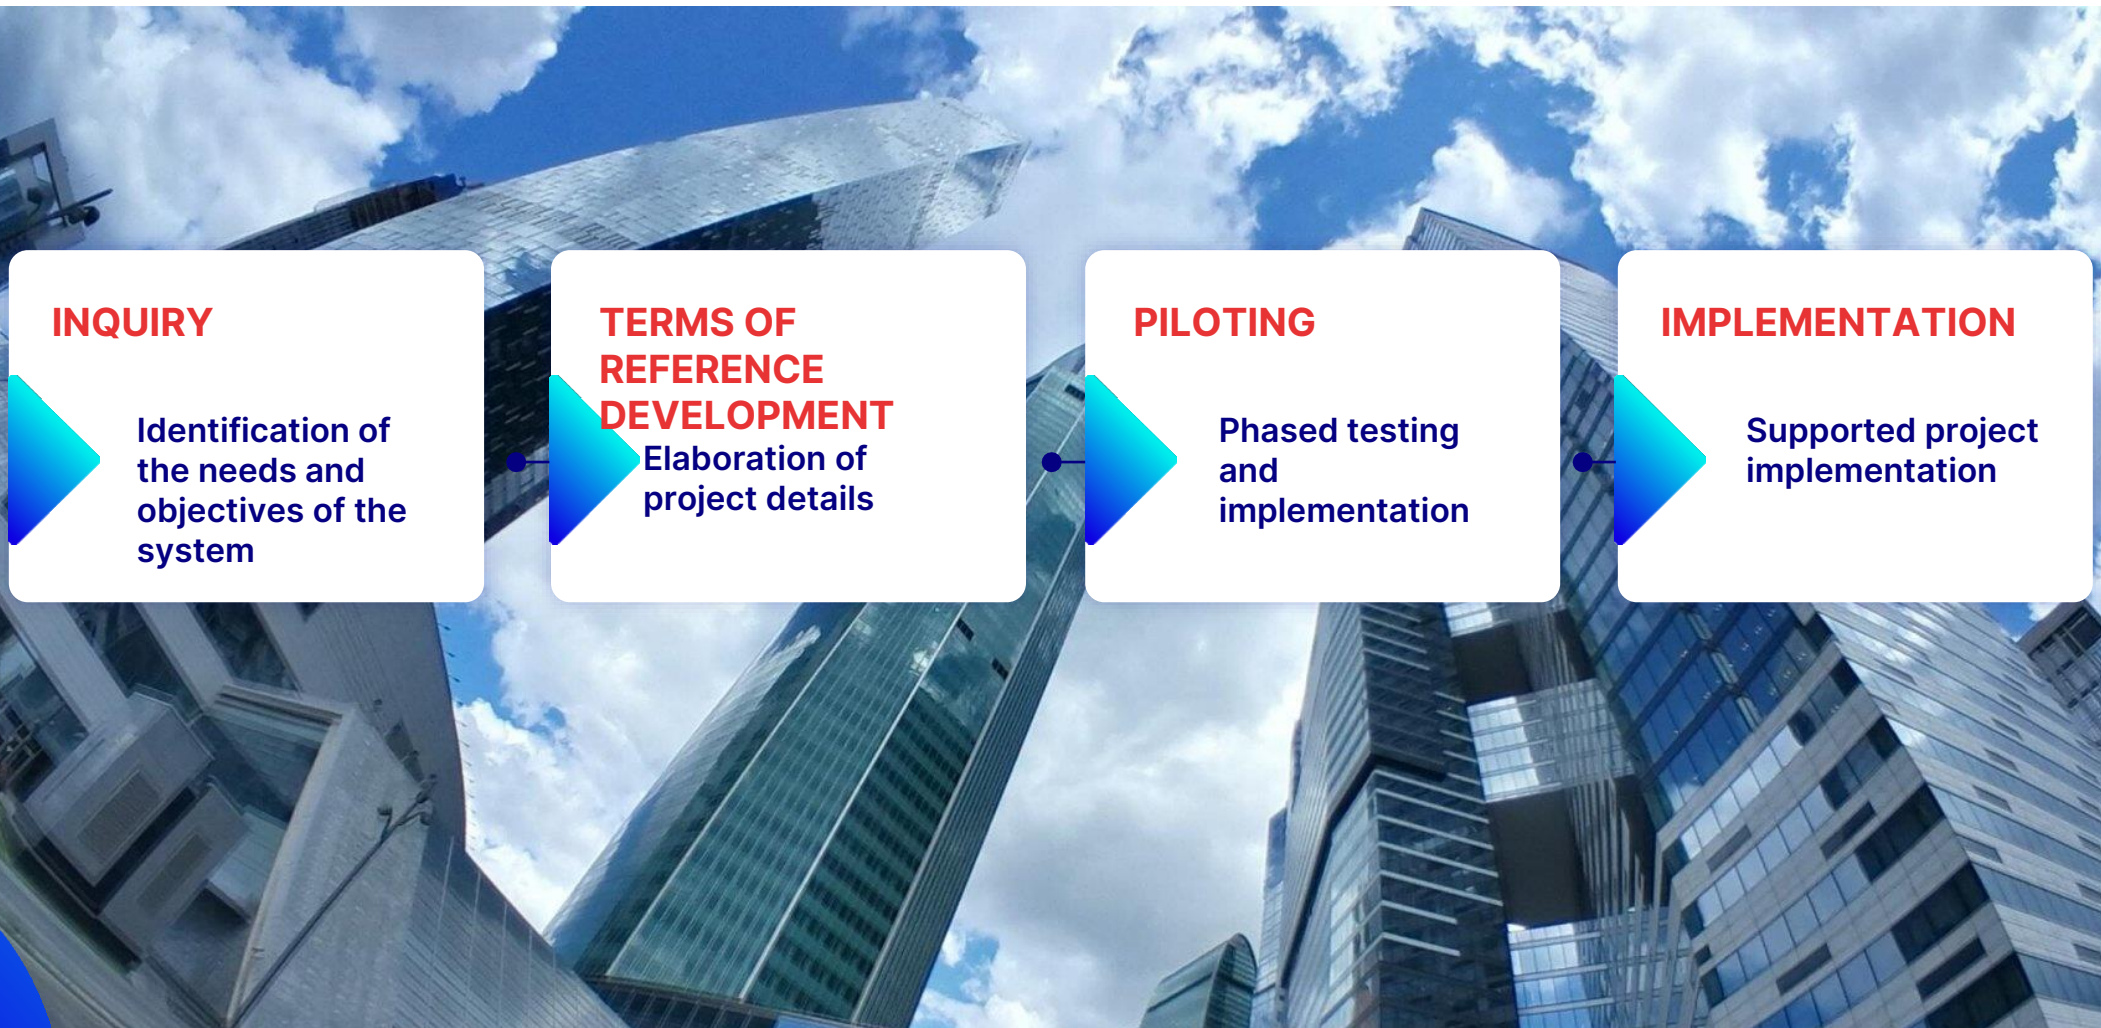 INQUIRY
Identification of
the needs and
objectives of the
system
TERMS OF
REFERENCE
DEVELOPMENT
Elaboration of
project details
PILOTING
Phased testing
and
implementation
IMPLEMENTATION
Supported project
implementation